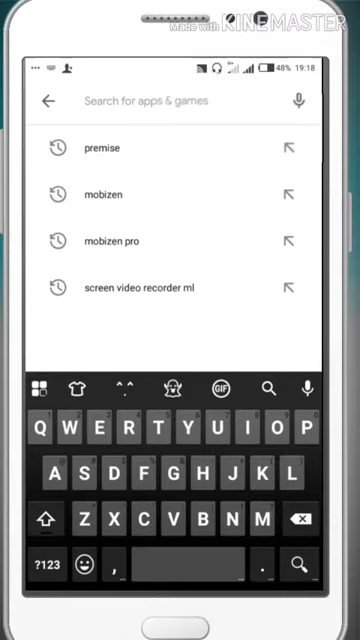 Made with KINEMASTER
48% 19:18
Search for apps & games
premise
mobizen
mobizen pro
screen video recorder ml
GIF
Q W E R T Y U I O P
A S D F G H J K L
Z X C V B N M
?123 , .